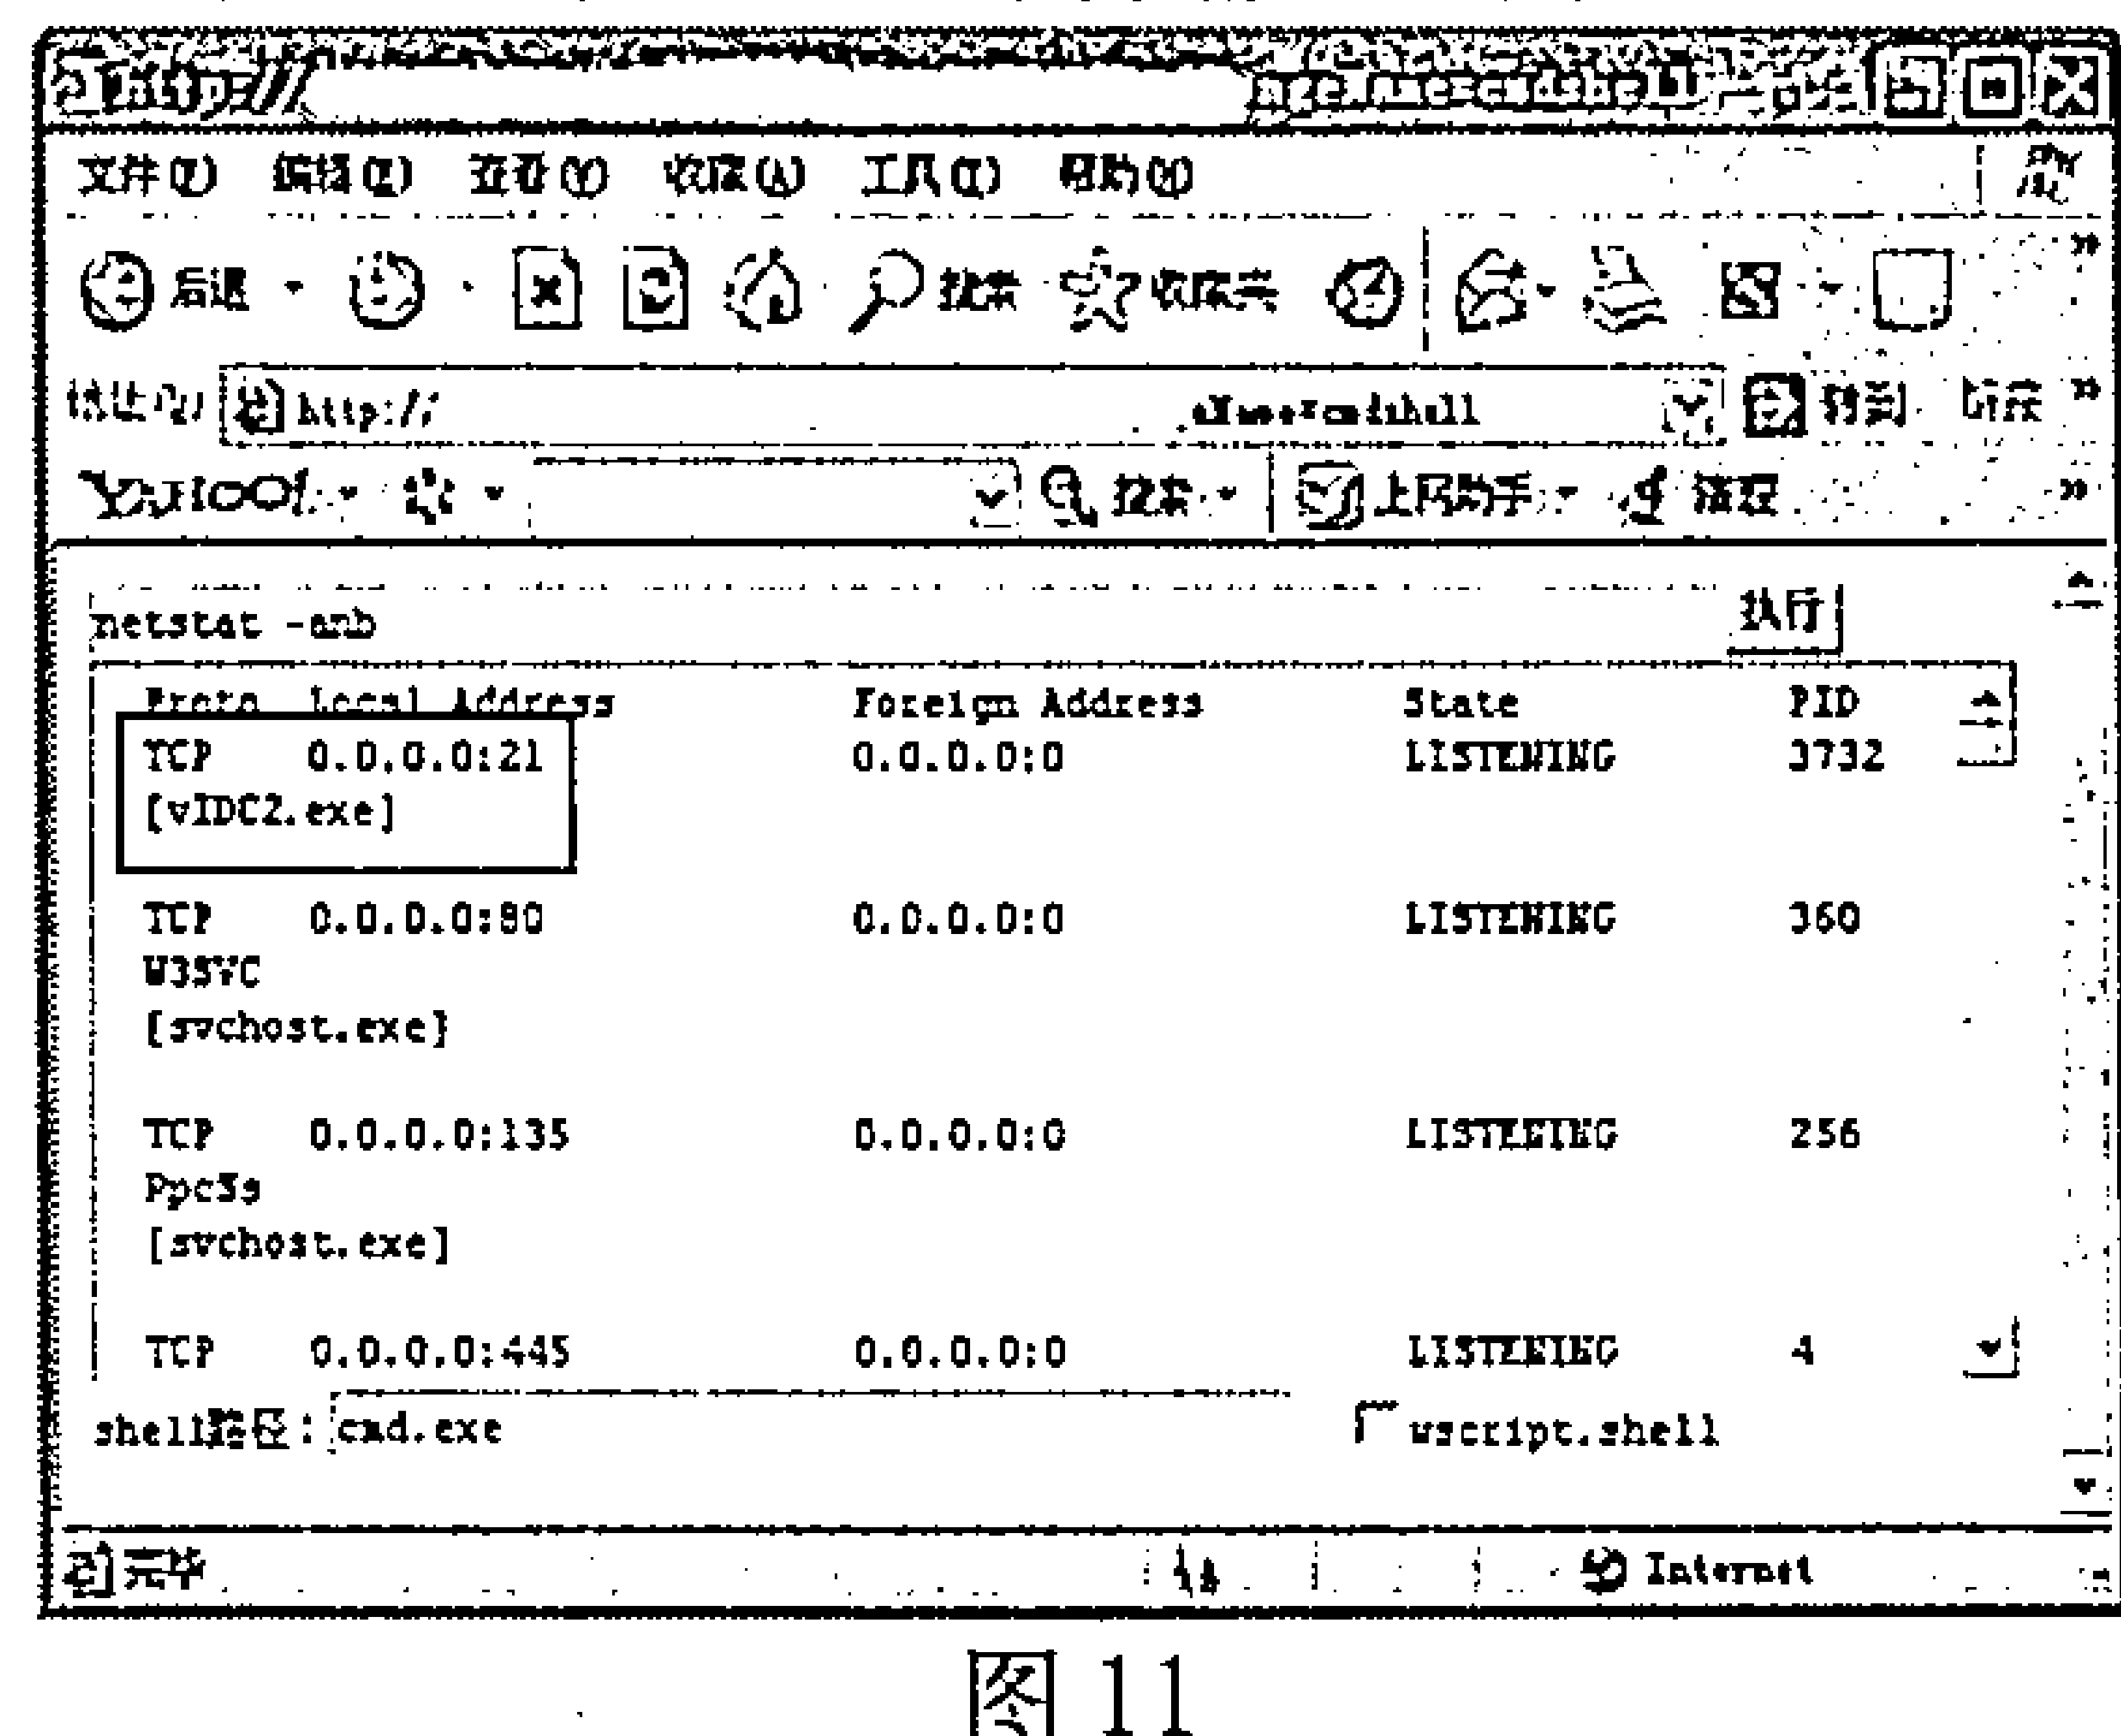 http://
文件(F) 编辑(E) 查看(V) 收藏(A) 工具(T) 帮助(H)
后退 搜索 收藏夹
地址(D) http:// cmdshell 转到 链接 »
YAHOO! 搜索 上网助手 清除 »
netstat -anb 执行
Proto Local Address Foreign Address State PID
TCP 0.0.0.0:21 0.0.0.0:0 LISTENING 3732
[vIDC2.exe]
TCP 0.0.0.0:80 0.0.0.0:0 LISTENING 360
W3SVC
[svchost.exe]
TCP 0.0.0.0:135 0.0.0.0:0 LISTENING 256
[svchost.exe]
TCP 0.0.0.0:445 0.0.0.0:0 LISTENING 4
shell路径: cmd.exe wscript.shell
完毕 Internet
图 11